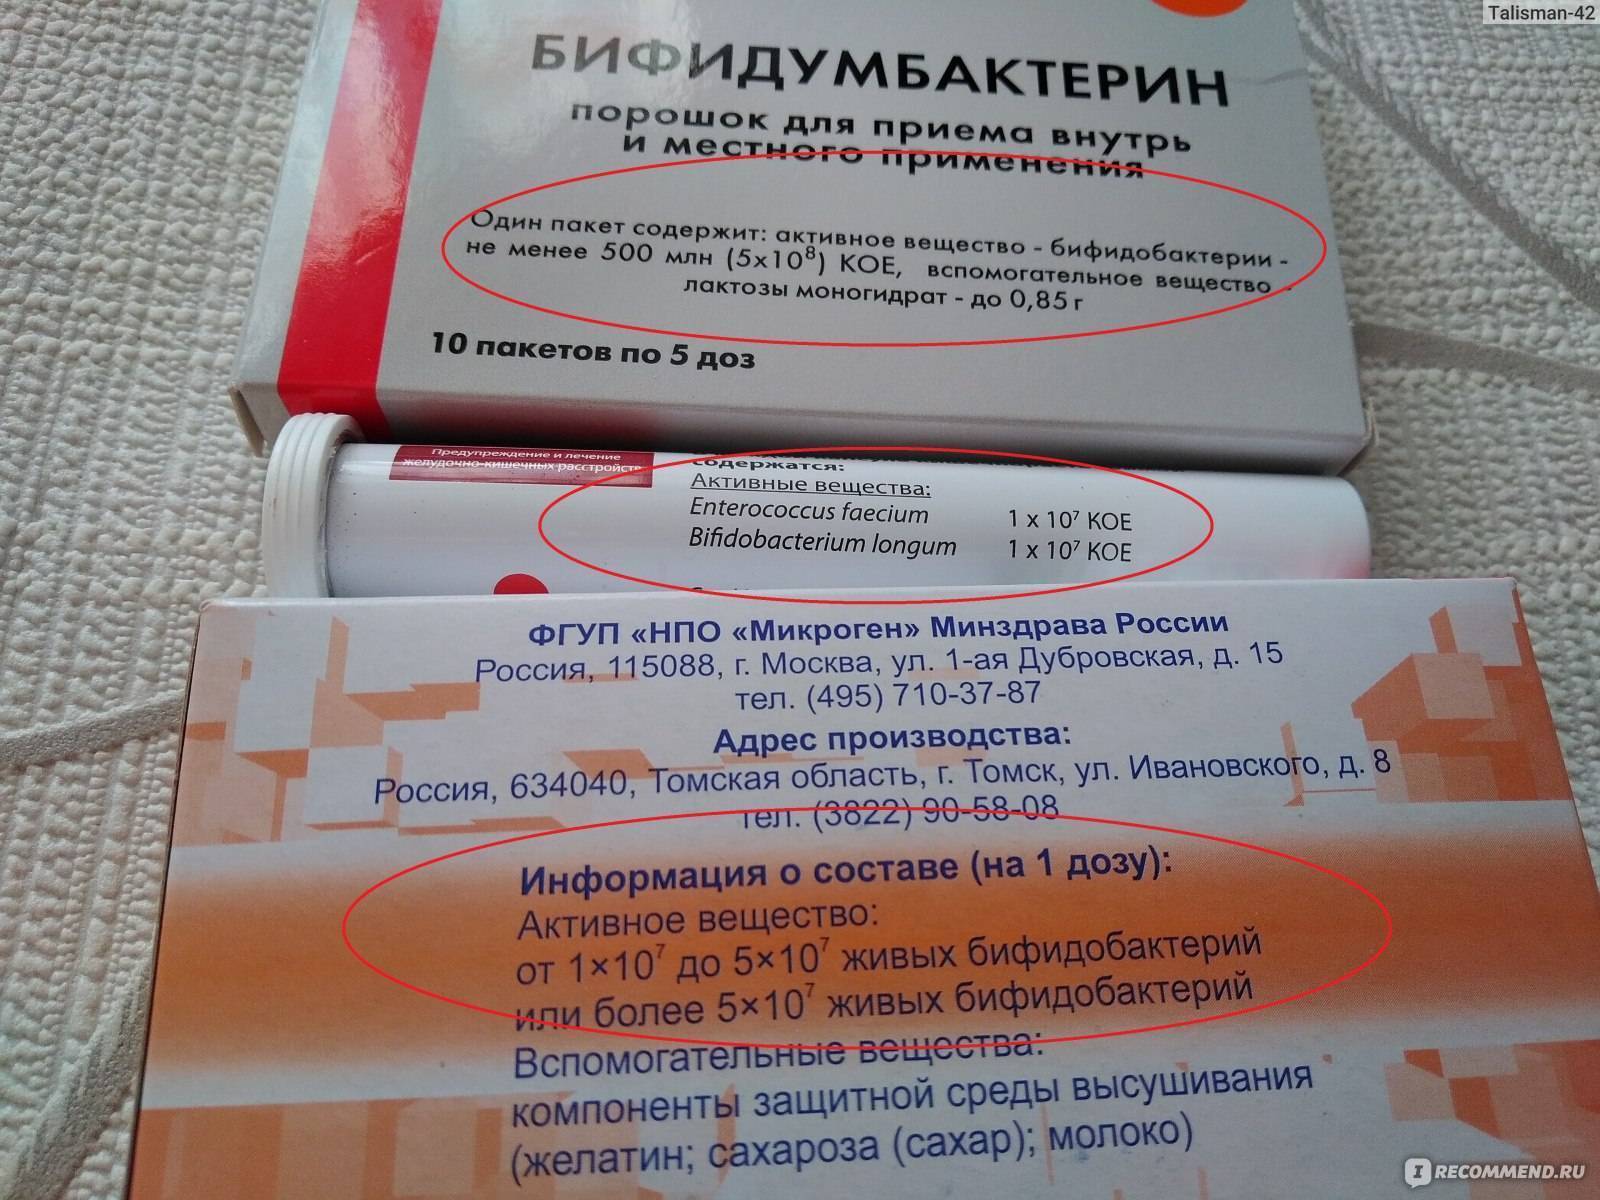 Talisman-42
БИФИДУМБАКТЕРИН
порошок для приема внутрь
и местного применения
Один пакет содержит: активное вещество - бифидобактерии -
не менее 500 млн (5х10⁸) КОЕ, вспомогательное вещество -
лактозы моногидрат - до 0,85 г
10 пакетов по 5 доз
Предупреждение и лечение
желудочно-кишечных расстройств
содержатся:
Активные вещества:
Enterococcus faecium 1 x 10⁷ КОЕ
Bifidobacterium longum 1 x 10⁷ КОЕ
ФГУП «НПО «Микроген» Минздрава России
Россия, 115088, г. Москва, ул. 1-ая Дубровская, д. 15
тел. (495) 710-37-87
Адрес производства:
Россия, 634040, Томская область, г. Томск, ул. Ивановского, д. 8
тел. (3822) 90-58-08
Информация о составе (на 1 дозу):
Активное вещество:
от 1×10⁷ до 5×10⁷ живых бифидобактерий
или более 5×10⁷ живых бифидобактерий
Вспомогательные вещества:
компоненты защитной среды высушивания
(желатин; сахароза (сахар); молоко)
IRECOMMEND.RU